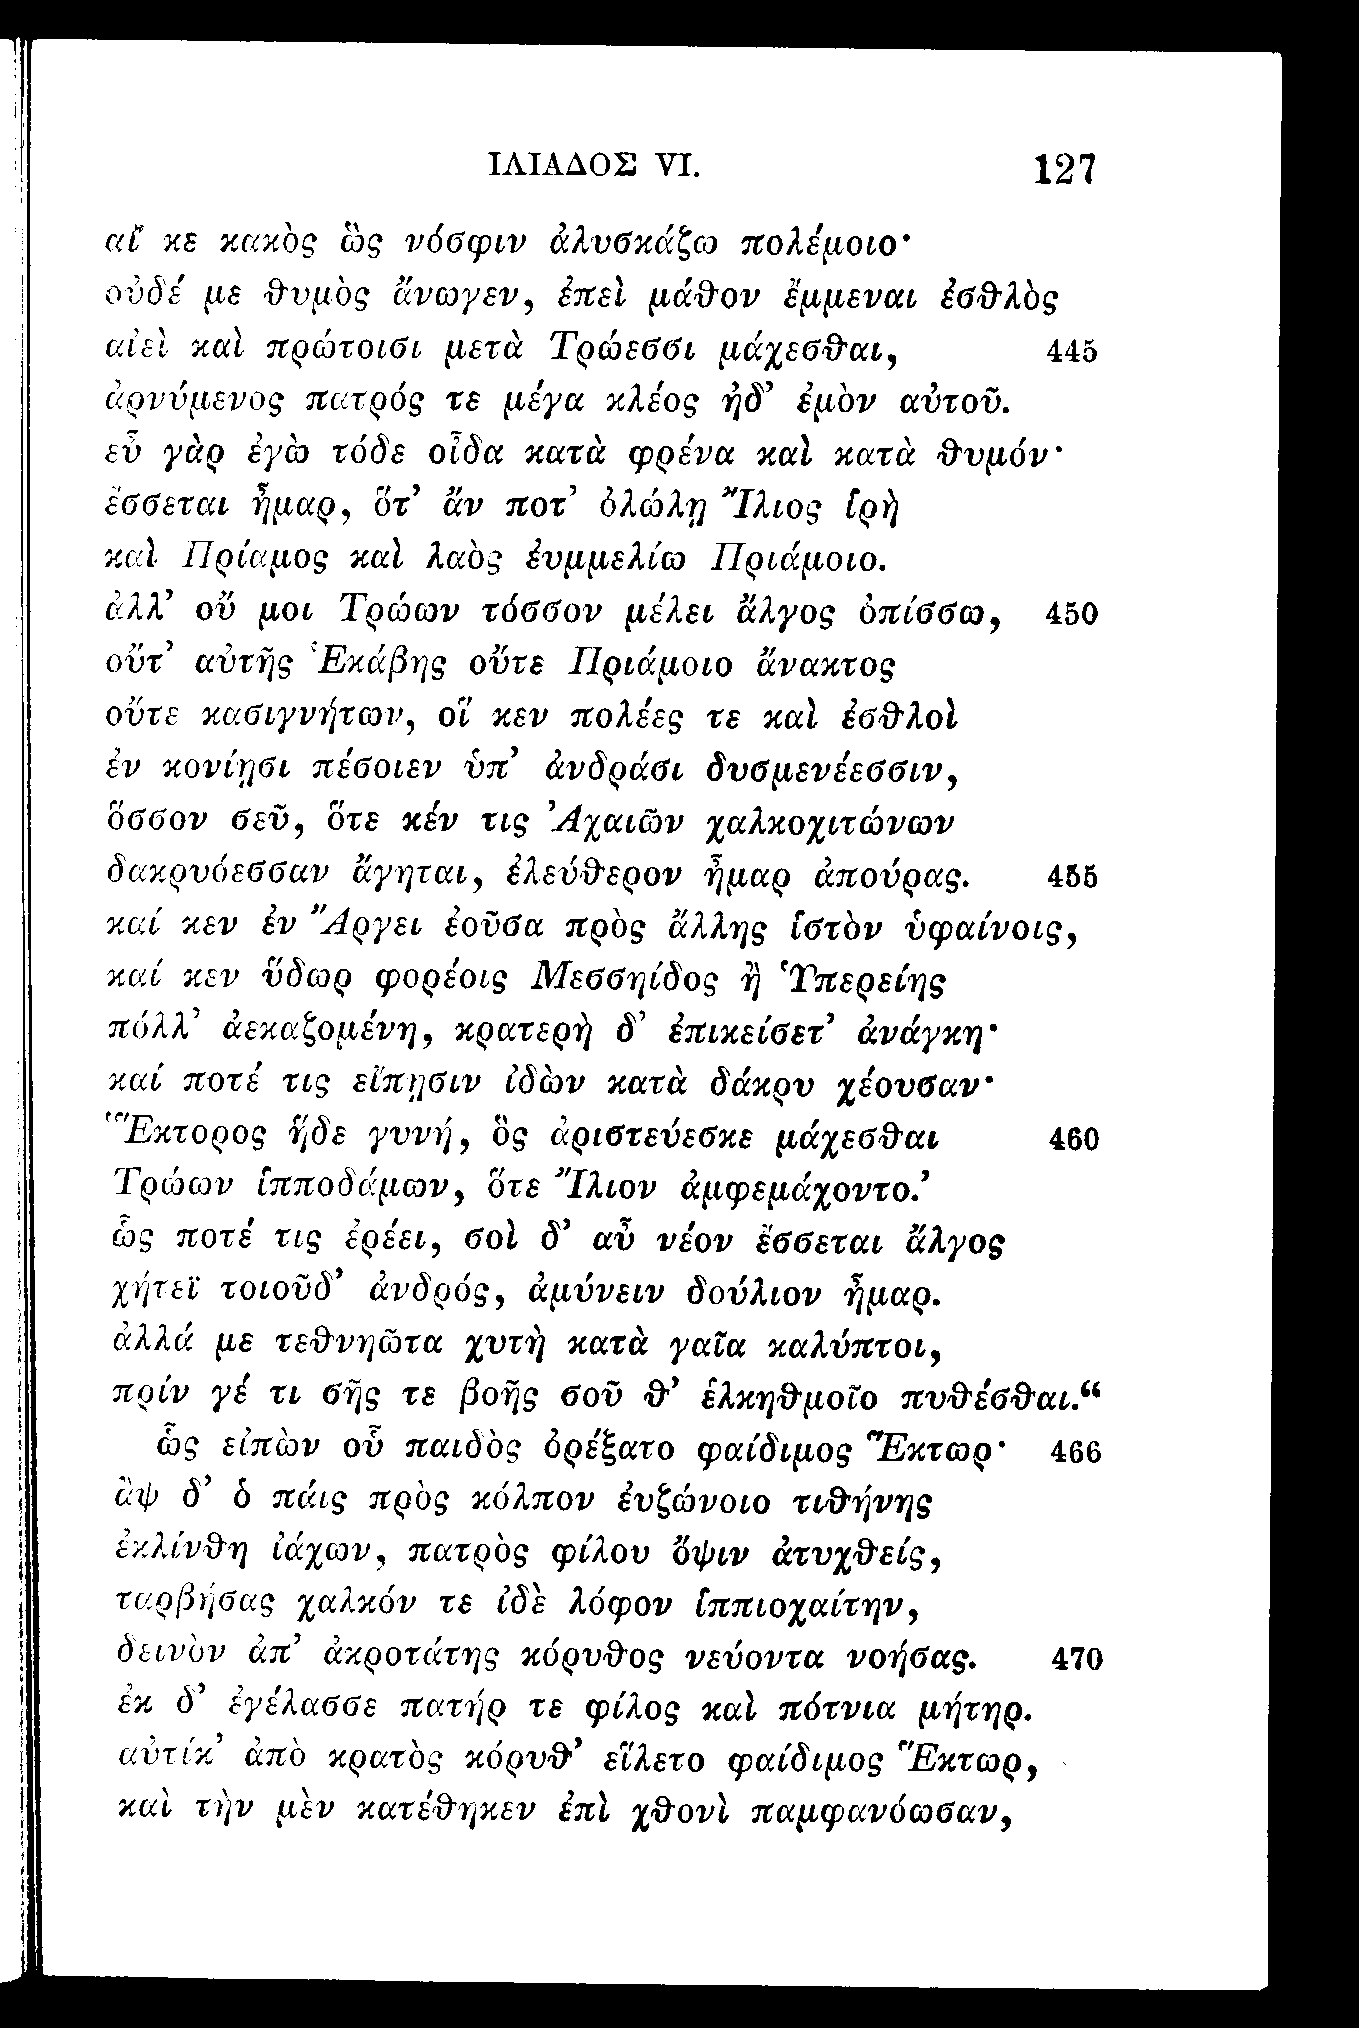 ΙΛΙΑΔΟΣ VI. 127
αἴ κε κακὸς ὣς νόσφιν ἀλυσκάζω πολέμοιο·
οὐδέ με θυμὸς ἄνωγεν, ἐπεὶ μάθον ἔμμεναι ἐσθλὸς
αἰεὶ καὶ πρώτοισι μετὰ Τρώεσσι μάχεσθαι, 445
ἀρνύμενος πατρός τε μέγα κλέος ἠδ’ ἐμὸν αὐτοῦ.
εὖ γὰρ ἐγὼ τόδε οἶδα κατὰ φρένα καὶ κατὰ θυμόν·
ἔσσεται ἦμαρ, ὅτ’ ἄν ποτ’ ὀλώλῃ Ἴλιος ἱρὴ
καὶ Πρίαμος καὶ λαὸς ἐυμμελίω Πριάμοιο.
ἀλλ’ οὔ μοι Τρώων τόσσον μέλει ἄλγος ὀπίσσω, 450
οὔτ’ αὐτῆς Ἑκάβης οὔτε Πριάμοιο ἄνακτος
οὔτε κασιγνήτων, οἵ κεν πολέες τε καὶ ἐσθλοὶ
ἐν κονίῃσι πέσοιεν ὑπ’ ἀνδράσι δυσμενέεσσιν,
ὅσσον σεῦ, ὅτε κέν τις Ἀχαιῶν χαλκοχιτώνων
δακρυόεσσαν ἄγηται, ἐλεύθερον ἦμαρ ἀπούρας. 455
καί κεν ἐν Ἄργει ἐοῦσα πρὸς ἄλλης ἱστὸν ὑφαίνοις,
καί κεν ὕδωρ φορέοις Μεσσηίδος ἢ Ὑπερείης
πόλλ’ ἀεκαζομένη, κρατερὴ δ’ ἐπικείσετ’ ἀνάγκη·
καί ποτέ τις εἴπῃσιν ἰδὼν κατὰ δάκρυ χέουσαν·
‘Ἕκτορος ἥδε γυνή, ὃς ἀριστεύεσκε μάχεσθαι 460
Τρώων ἱπποδάμων, ὅτε Ἴλιον ἀμφεμάχοντο.’
ὥς ποτέ τις ἐρέει, σοὶ δ’ αὖ νέον ἔσσεται ἄλγος
χήτεϊ τοιοῦδ’ ἀνδρός, ἀμύνειν δούλιον ἦμαρ.
ἀλλά με τεθνηῶτα χυτὴ κατὰ γαῖα καλύπτοι,
πρίν γέ τι σῆς τε βοῆς σοῦ θ’ ἑλκηθμοῖο πυθέσθαι.“
ὣς εἰπὼν οὗ παιδὸς ὀρέξατο φαίδιμος Ἕκτωρ· 466
ἂψ δ’ ὁ πάις πρὸς κόλπον ἐυζώνοιο τιθήνης
ἐκλίνθη ἰάχων, πατρὸς φίλου ὄψιν ἀτυχθείς,
ταρβήσας χαλκόν τε ἰδὲ λόφον ἱππιοχαίτην,
δεινὸν ἀπ’ ἀκροτάτης κόρυθος νεύοντα νοήσας. 470
ἐκ δ’ ἐγέλασσε πατήρ τε φίλος καὶ πότνια μήτηρ.
αὐτίκ’ ἀπὸ κρατὸς κόρυθ’ εἵλετο φαίδιμος Ἕκτωρ,
καὶ τὴν μὲν κατέθηκεν ἐπὶ χθονὶ παμφανόωσαν,